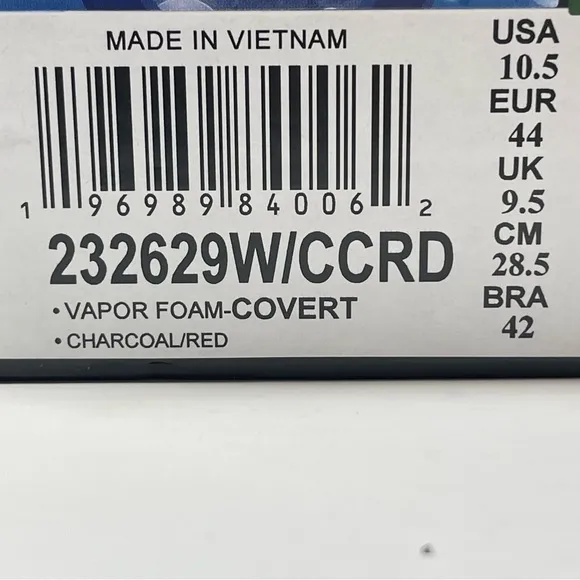 MADE IN VIETNAM
1 96989 84006 2
232629W/CCRD
• VAPOR FOAM-COVERT
• CHARCOAL/RED
USA
10.5
EUR
44
UK
9.5
CM
28.5
BRA
42